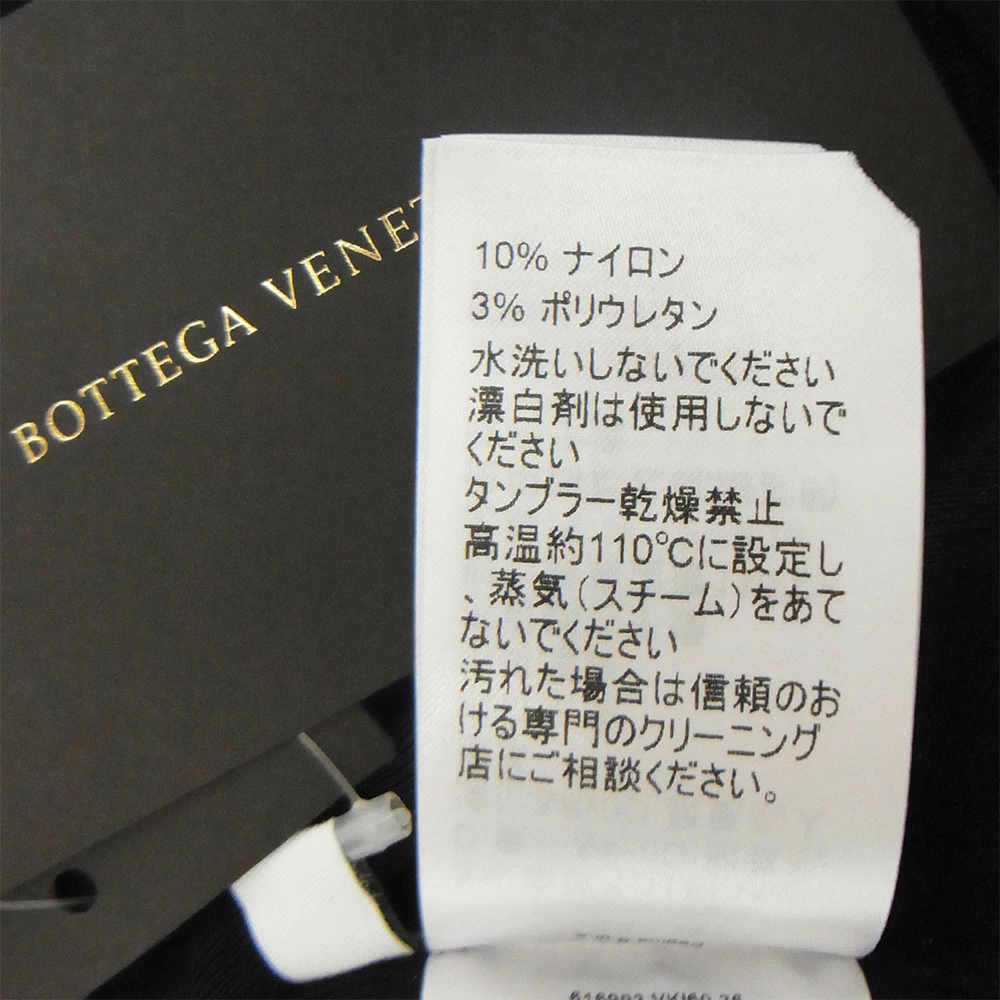 BOTTEGA VENET
10% ナイロン
3% ポリウレタン
水洗いしないでください
漂白剤は使用しないで
ください
タンブラー乾燥禁止
高温約110℃に設定し
、蒸気(スチーム)をあて
ないでください
汚れた場合は信頼のお
ける専門のクリーニング
店にご相談ください。